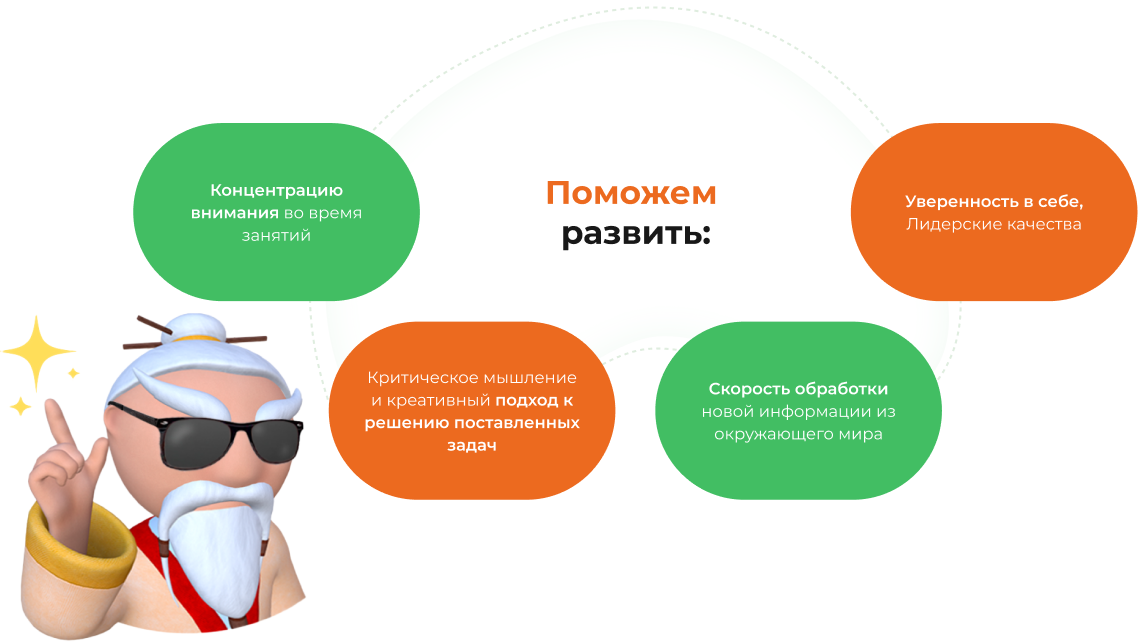 Поможем
развить:
Концентрацию
внимания во время
занятий
Критическое мышление
и креативный подход к
решению поставленных
задач
Скорость обработки
новой информации из
окружающего мира
Уверенность в себе,
Лидерские качества